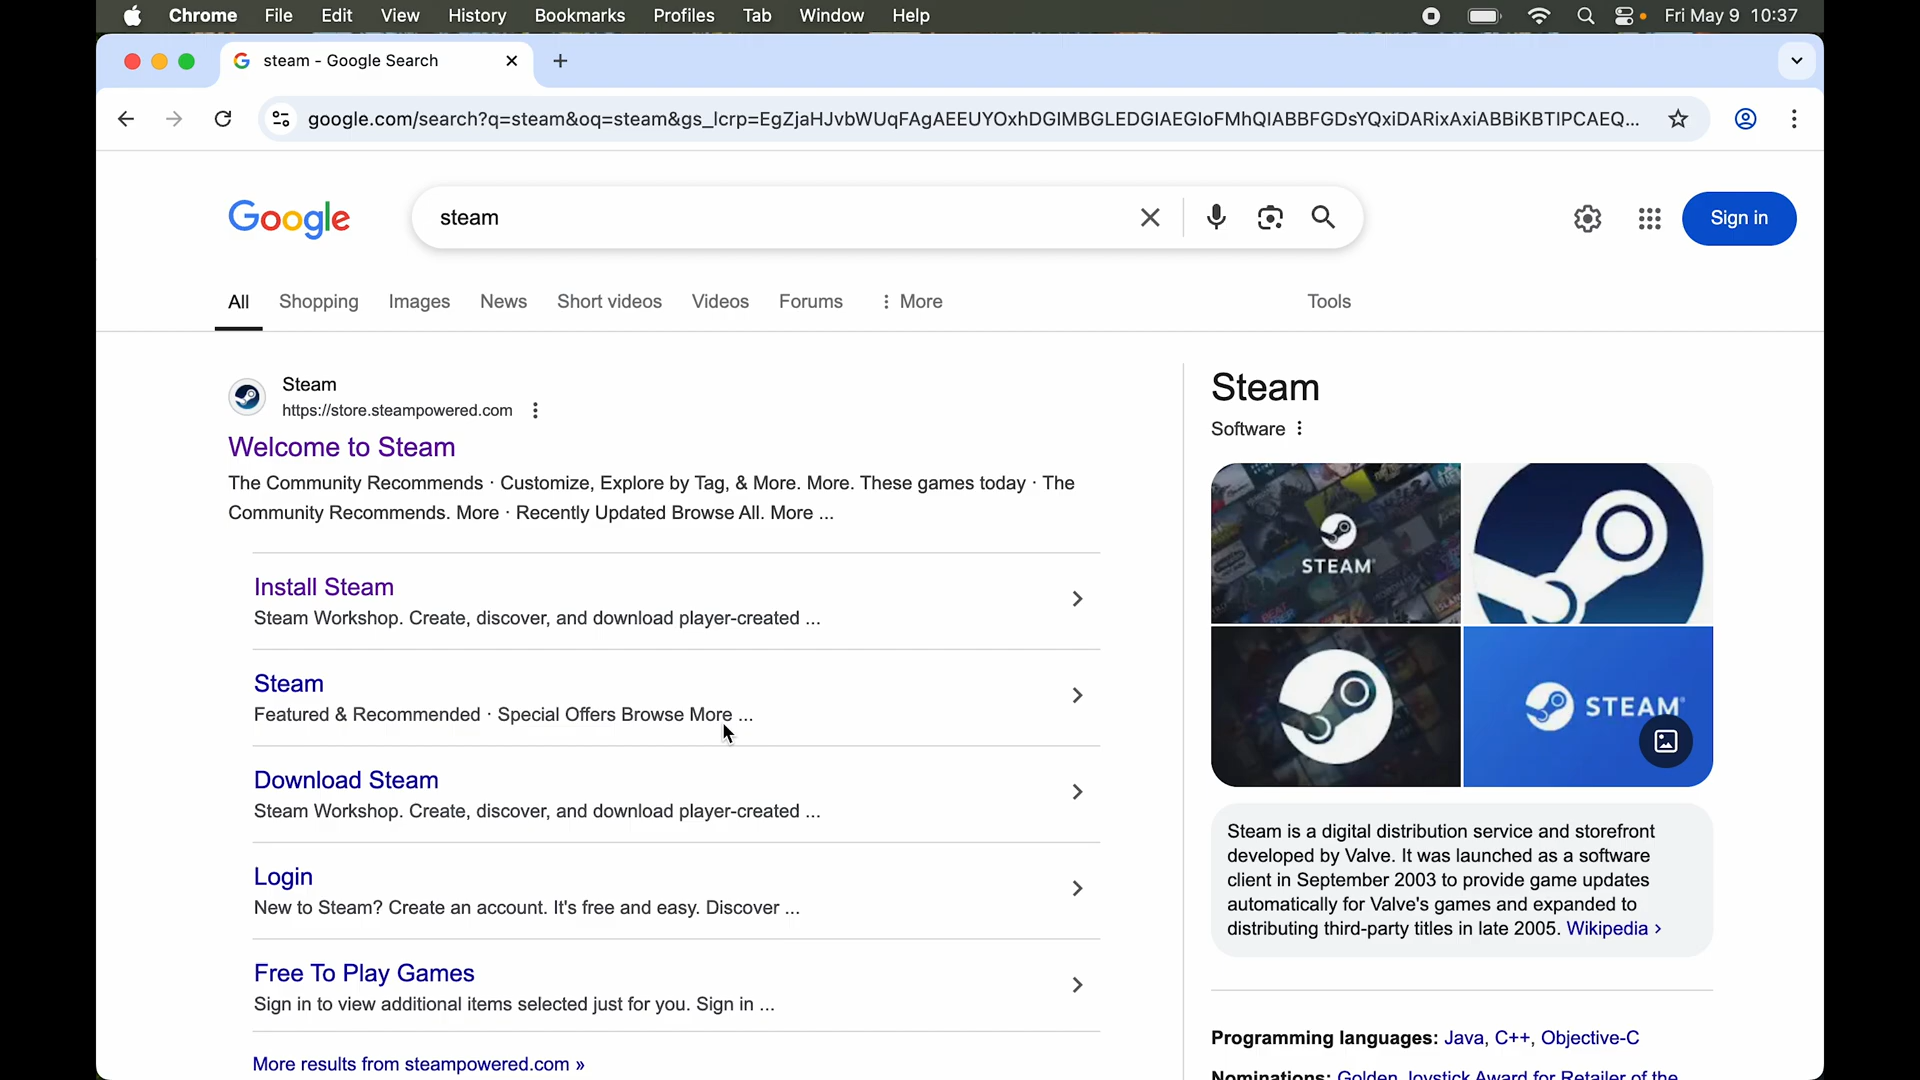 Chrome File Edit View History Bookmarks Profiles Tab Window Help Fri May 9 10:37
steam - Google Search
google.com/search?q=steam&oq=steam&gs_lcrp=EgZjaHJvbWUqFAgAEEUYOxhDGIMBGLEDGIAEGIoFMhQIABBFGDsYQxiDARixAxiABBiKBTIPCAEQ...
Google steam Sign in
All Shopping Images News Short videos Videos Forums More Tools
Steam
https://store.steampowered.com
Welcome to Steam
The Community Recommends · Customize, Explore by Tag, & More. More. These games today · The
Community Recommends. More · Recently Updated Browse All. More ...
Install Steam
Steam Workshop. Create, discover, and download player-created ...
Steam
Featured & Recommended · Special Offers Browse More ...
Download Steam
Steam Workshop. Create, discover, and download player-created ...
Login
New to Steam? Create an account. It's free and easy. Discover ...
Free To Play Games
Sign in to view additional items selected just for you. Sign in ...
More results from steampowered.com »
Steam
Software
STEAM
STEAM
Steam is a digital distribution service and storefront
developed by Valve. It was launched as a software
client in September 2003 to provide game updates
automatically for Valve's games and expanded to
distributing third-party titles in late 2005. Wikipedia ›
Programming languages: Java, C++, Objective-C
Nominations: Golden Joystick Award for Retailer of the